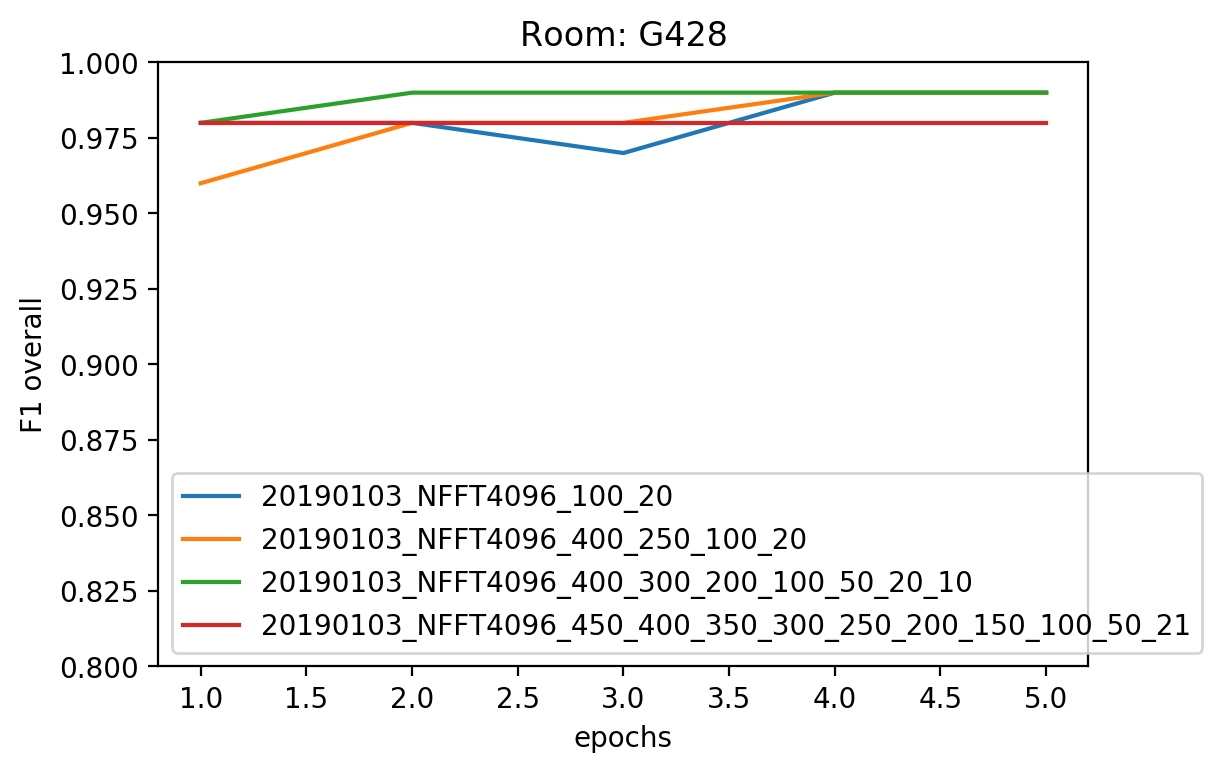 Room: G428
1.000
0.975
0.950
0.925
0.900
0.875
0.850
0.825
0.800
F1 overall
20190103_NFFT4096_100_20
20190103_NFFT4096_400_250_100_20
20190103_NFFT4096_400_300_200_100_50_20_10
20190103_NFFT4096_450_400_350_300_250_200_150_100_50_21
1.0 1.5 2.0 2.5 3.0 3.5 4.0 4.5 5.0
epochs